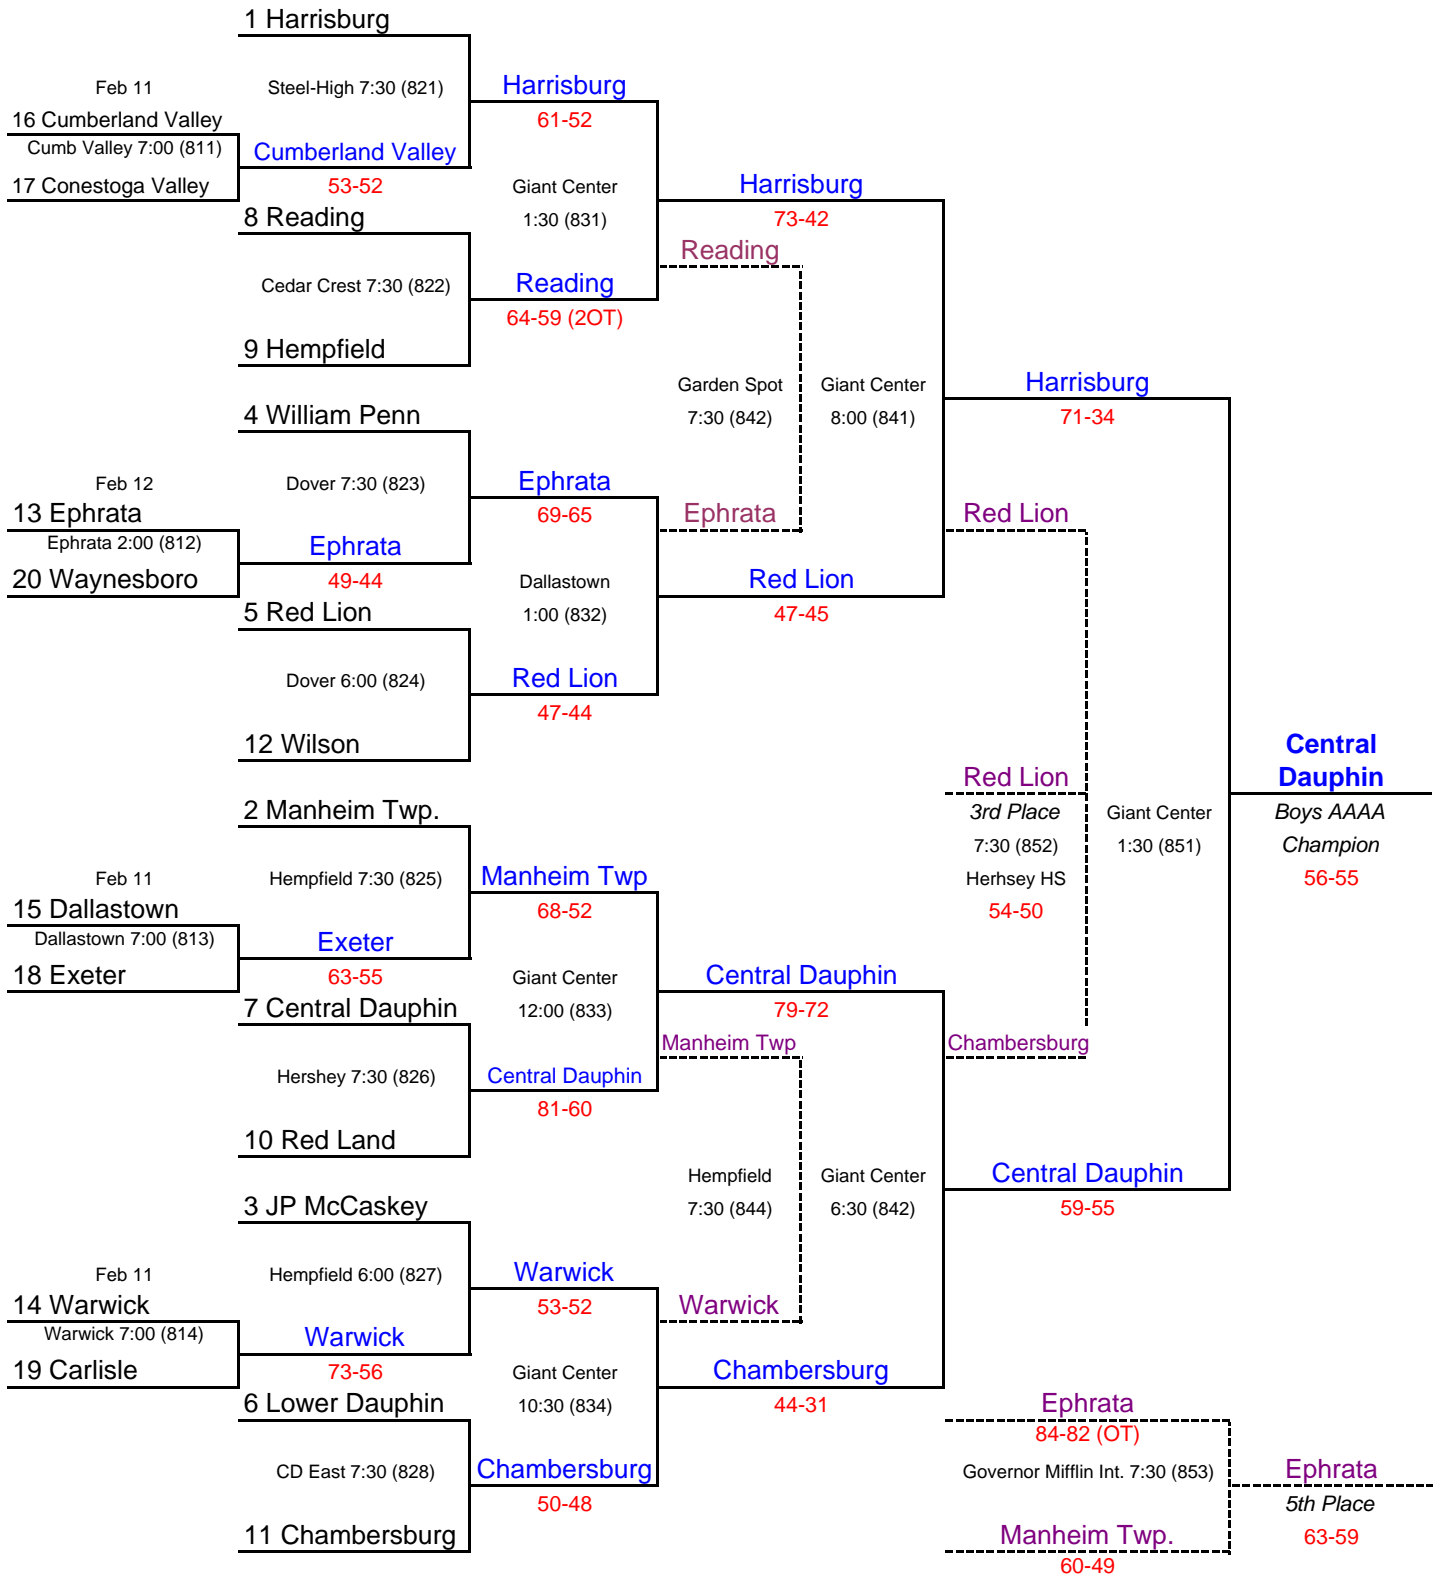 1 Harrisburg
Feb 11
Steel-High 7:30 (821)
Harrisburg
16 Cumberland Valley
61-52
Cumb Valley 7:00 (811)
Cumberland Valley
17 Conestoga Valley
53-52
Giant Center
Harrisburg
8 Reading
1:30 (831)
73-42
Reading
Cedar Crest 7:30 (822)
Reading
64-59 (2OT)
9 Hempfield
Garden Spot
Giant Center
Harrisburg
4 William Penn
7:30 (842)
8:00 (841)
71-34
Feb 12
Dover 7:30 (823)
Ephrata
13 Ephrata
69-65
Ephrata
Red Lion
Ephrata 2:00 (812)
Ephrata
20 Waynesboro
49-44
Dallastown
Red Lion
5 Red Lion
1:00 (832)
47-45
Dover 6:00 (824)
Red Lion
47-44
12 Wilson
Central
Dauphin
Red Lion
2 Manheim Twp.
3rd Place
Giant Center
Boys AAAA
7:30 (852)
1:30 (851)
Champion
Feb 11
Hempfield 7:30 (825)
Manheim Twp
Herhsey HS
56-55
15 Dallastown
68-52
54-50
Dallastown 7:00 (813)
Exeter
18 Exeter
63-55
Giant Center
Central Dauphin
7 Central Dauphin
12:00 (833)
79-72
Manheim Twp
Chambersburg
Hershey 7:30 (826)
Central Dauphin
81-60
10 Red Land
Hempfield
Giant Center
Central Dauphin
3 JP McCaskey
7:30 (844)
6:30 (842)
59-55
Feb 11
Hempfield 6:00 (827)
Warwick
14 Warwick
53-52
Warwick
Warwick 7:00 (814)
Warwick
19 Carlisle
73-56
Giant Center
Chambersburg
6 Lower Dauphin
10:30 (834)
44-31
Ephrata
84-82 (OT)
CD East 7:30 (828)
Chambersburg
Governor Mifflin Int. 7:30 (853)
Ephrata
50-48
5th Place
11 Chambersburg
Manheim Twp.
63-59
60-49